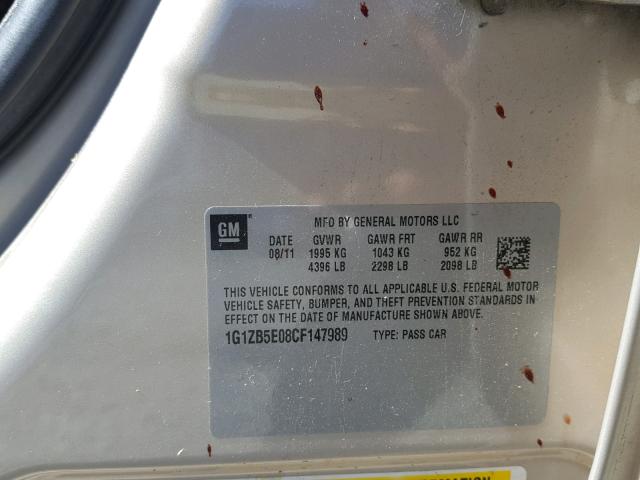 GM
MFD BY GENERAL MOTORS LLC
DATE GVWR GAWR FRT GAWR RR
08/11 1995 KG 1043 KG 952 KG
4396 LB 2298 LB 2098 LB
THIS VEHICLE CONFORMS TO ALL APPLICABLE U.S. FEDERAL MOTOR
VEHICLE SAFETY, BUMPER, AND THEFT PREVENTION STANDARDS IN
EFFECT ON THE DATE OF MANUFACTURE SHOWN ABOVE.
1G1ZB5E08CF147989 TYPE: PASS CAR